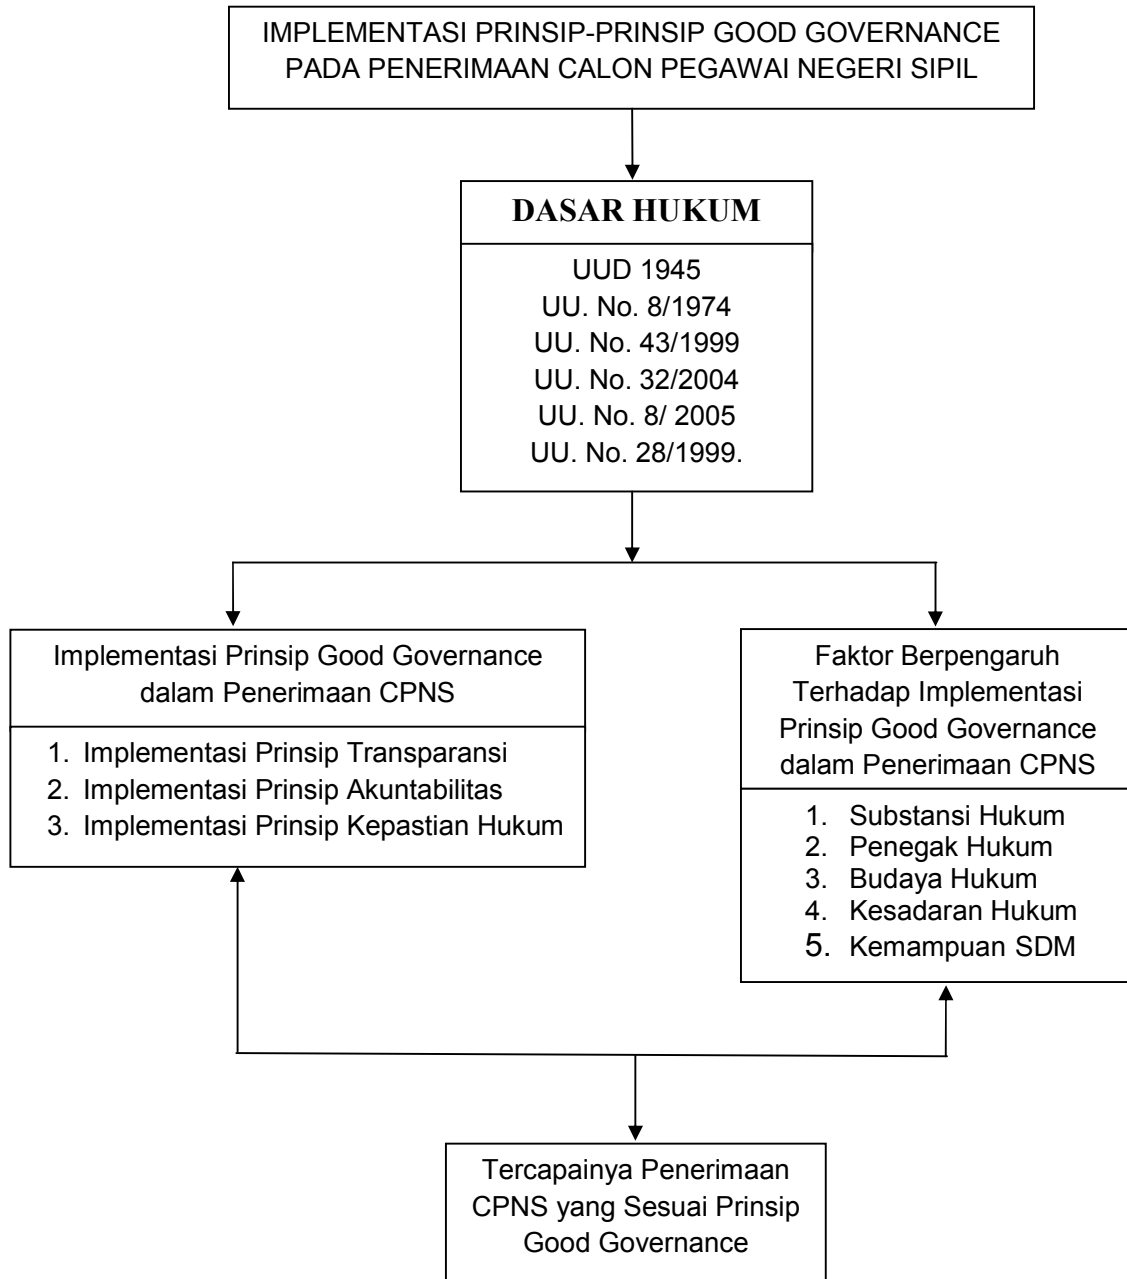 IMPLEMENTASI PRINSIP-PRINSIP GOOD GOVERNANCE
PADA PENERIMAAN CALON PEGAWAI NEGERI SIPIL
DASAR HUKUM
UUD 1945
UU. No. 8/1974
UU. No. 43/1999
UU. No. 32/2004
UU. No. 8/ 2005
UU. No. 28/1999.
Implementasi Prinsip Good Governance
dalam Penerimaan CPNS
1. Implementasi Prinsip Transparansi
2. Implementasi Prinsip Akuntabilitas
3. Implementasi Prinsip Kepastian Hukum
Faktor Berpengaruh
Terhadap Implementasi
Prinsip Good Governance
dalam Penerimaan CPNS
1. Substansi Hukum
2. Penegak Hukum
3. Budaya Hukum
4. Kesadaran Hukum
5. Kemampuan SDM
Tercapainya Penerimaan
CPNS yang Sesuai Prinsip
Good Governance